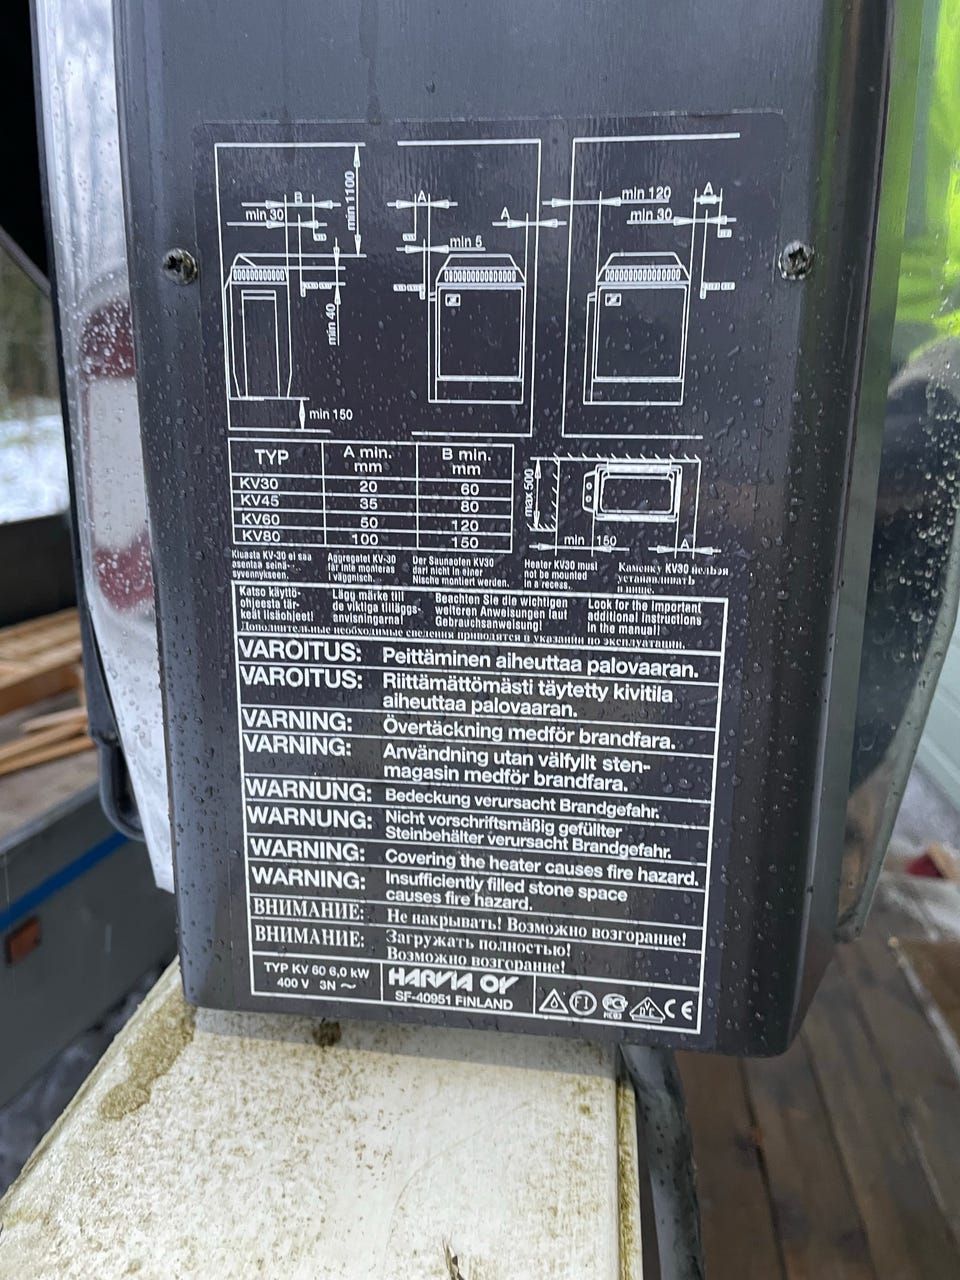 B
min 30
min 1100
min 40
min 150
A
A
min 5
min 120
A
min 30
TYP A min. mm B min. mm
KV30 20 60
KV45 35 80
KV60 50 120
KV80 100 150
max 500
min 150
A
Kiuasta KV-30 ei saa
asentaa seinä-
syvennykseen.
Aggregatet KV-30
får inte monteras
i väggnisch.
Der Saunaofen KV30
darf nicht in einer
Nische montiert werden.
Heater KV30 must
not be mounted
in a recess.
Каменку KV30 нельзя
устанавливать
в нише.
Katso käyttö-
ohjeesta tär-
keät lisäohjeet!
Lägg märke till
de viktiga tilläggs-
anvisningarna!
Beachten Sie die wichtigen
weiteren Anweisungen laut
Gebrauchsanweisung!
Look for the important
additional instructions
in the manual!
Дополнительные необходимые сведения приводятся в указании по эксплуатации.
VAROITUS: Peittäminen aiheuttaa palovaaran.
VAROITUS: Riittämättömästi täytetty kivitila
aiheuttaa palovaaran.
VARNING: Övertäckning medför brandfara.
VARNING: Användning utan välfyllt sten-
magasin medför brandfara.
WARNUNG: Bedeckung verursacht Brandgefahr.
WARNUNG: Nicht vorschriftsmäßig gefüllter
Steinbehälter verursacht Brandgefahr.
WARNING: Covering the heater causes fire hazard.
WARNING: Insufficiently filled stone space
causes fire hazard.
ВНИМАНИЕ: Не накрывать! Возможно возгорание!
ВНИМАНИЕ: Загружать полностью!
Возможно возгорание!
TYP KV 60 6,0 kW
400 V 3N ~
HARVIA OY
SF-40951 FINLAND
FI
CE